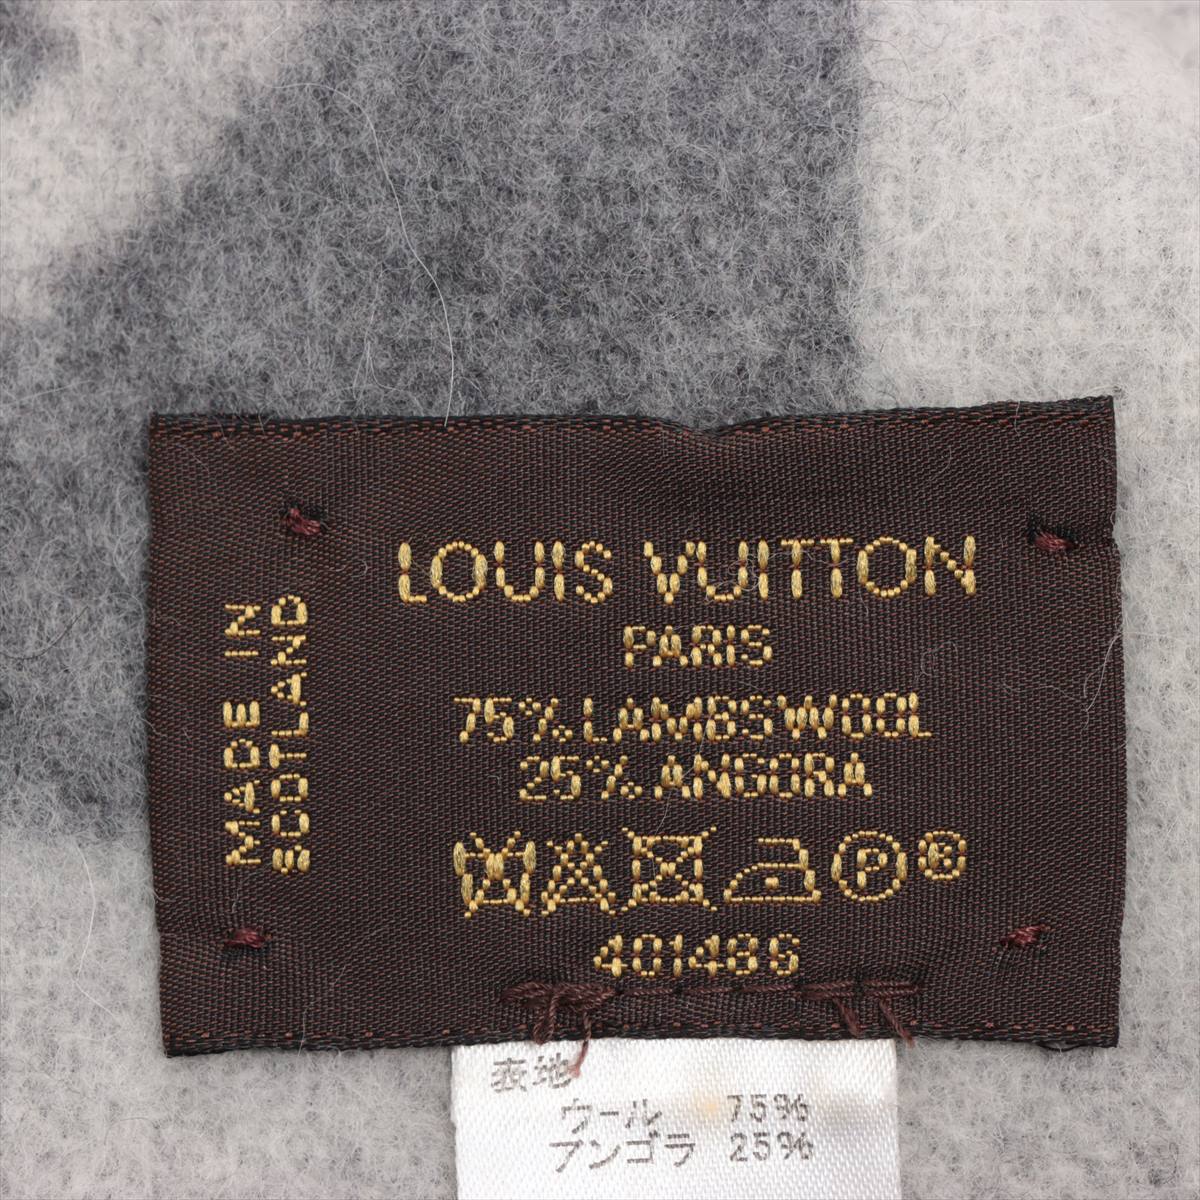 LOUIS VUITTON
PARIS
75% LAMBSWOOL
25% ANGORA
P ®
401486
MADE IN
SCOTLAND
表地
ウール 75%
アンゴラ 25%